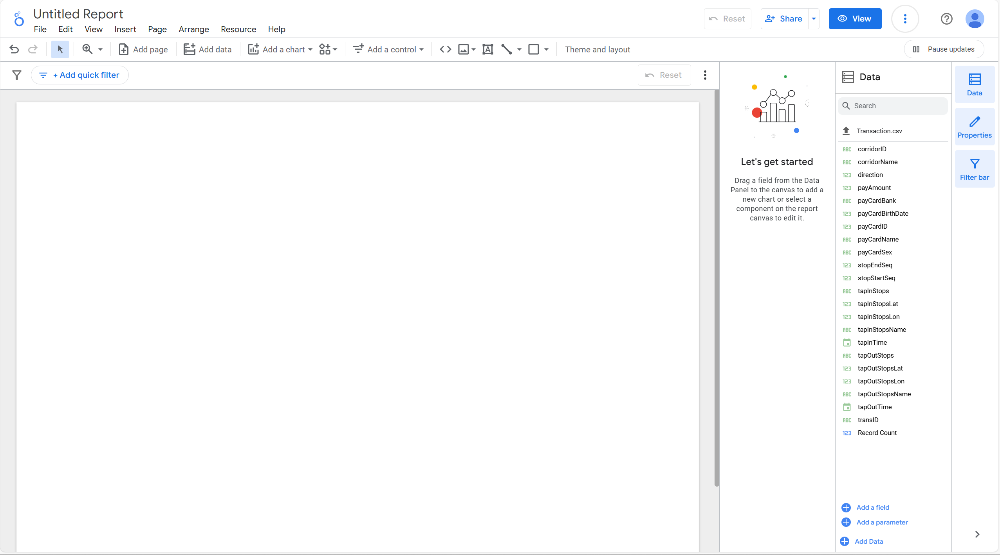 Untitled Report
File Edit View Insert Page Arrange Resource Help
Reset
Share
View
Add page
Add data
Add a chart
Add a control
Theme and layout
Pause updates
+ Add quick filter
Reset
Let's get started
Drag a field from the Data
Panel to the canvas to add a
new chart or select a
component on the report
canvas to edit it.
Data
Search
Transaction.csv
ABC corridorID
ABC corridorName
123 direction
123 payAmount
ABC payCardBank
123 payCardBirthDate
123 payCardID
ABC payCardName
ABC payCardSex
123 stopEndSeq
123 stopStartSeq
ABC tapInStops
123 tapInStopsLat
123 tapInStopsLon
ABC tapInStopsName
tapInTime
ABC tapOutStops
123 tapOutStopsLat
123 tapOutStopsLon
ABC tapOutStopsName
tapOutTime
ABC transID
123 Record Count
Add a field
Add a parameter
Add Data
Data
Properties
Filter bar